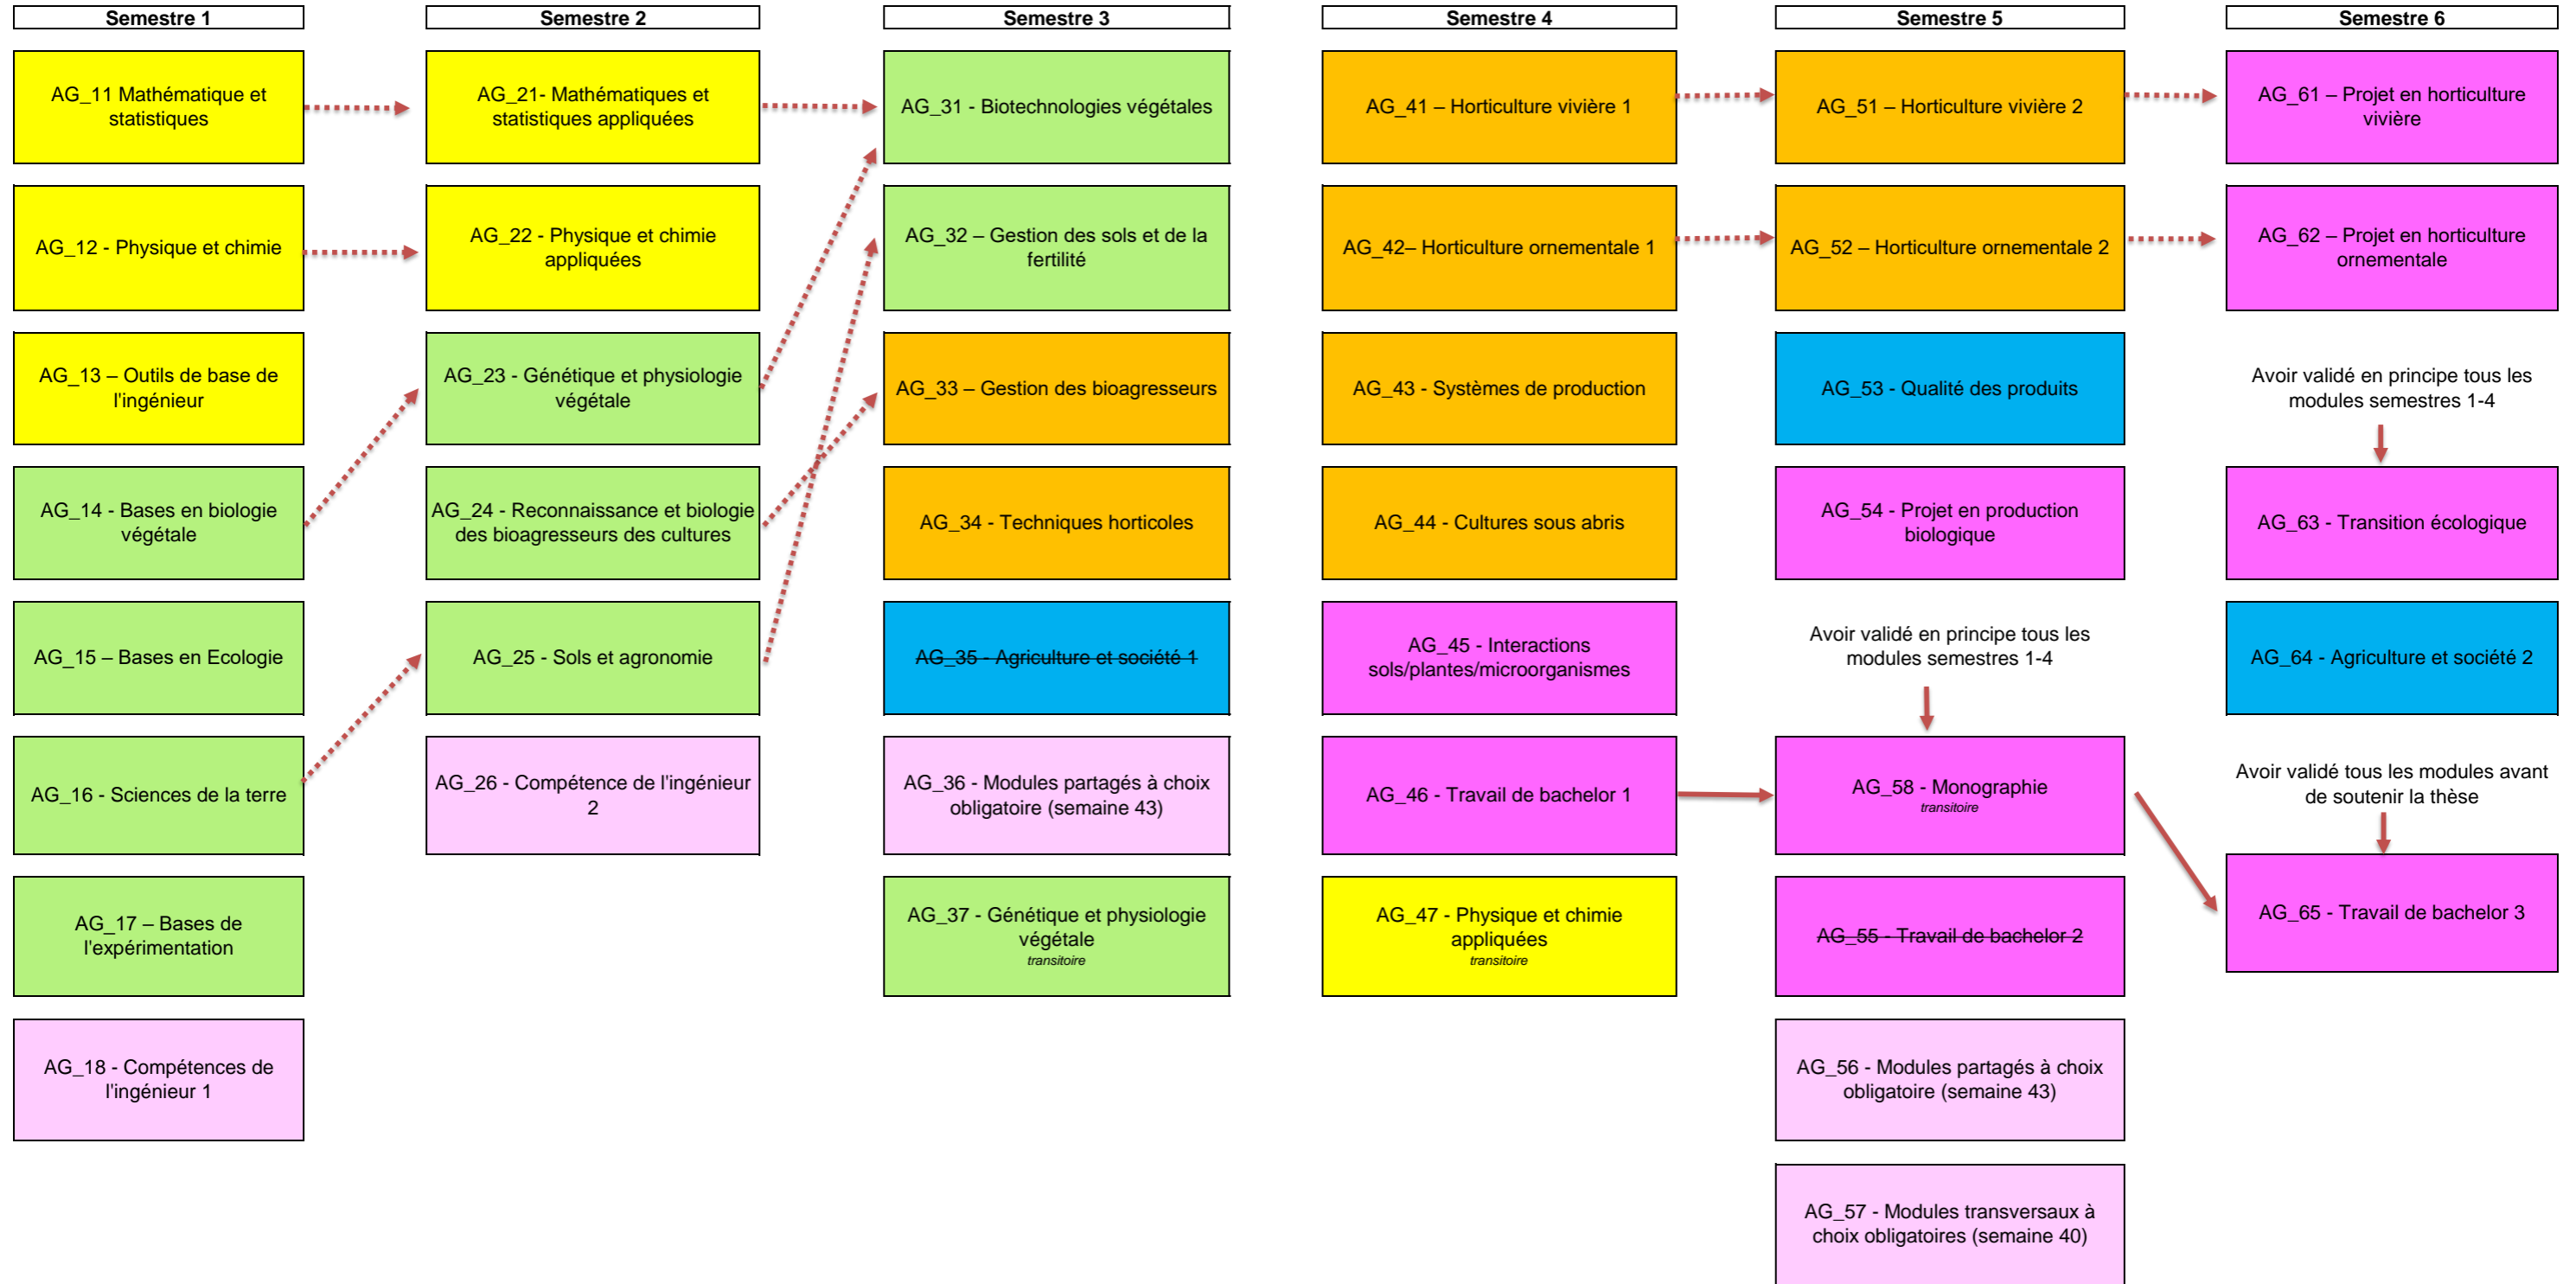 Semestre 1
AG_11 Mathématique et
statistiques
AG_12 - Physique et chimie
AG_13 – Outils de base de
l'ingénieur
AG_14 - Bases en biologie
végétale
AG_15 – Bases en Ecologie
AG_16 - Sciences de la terre
AG_17 – Bases de
l'expérimentation
AG_18 - Compétences de
l'ingénieur 1
Semestre 2
AG_21- Mathématiques et
statistiques appliquées
AG_22 - Physique et chimie
appliquées
AG_23 - Génétique et physiologie
végétale
AG_24 - Reconnaissance et biologie
des bioagresseurs des cultures
AG_25 - Sols et agronomie
AG_26 - Compétence de l'ingénieur
2
Semestre 3
AG_31 - Biotechnologies végétales
AG_32 – Gestion des sols et de la
fertilité
AG_33 – Gestion des bioagresseurs
AG_34 - Techniques horticoles
AG_35 - Agriculture et société 1
AG_36 - Modules partagés à choix
obligatoire (semaine 43)
AG_37 - Génétique et physiologie
végétale
transitoire
Semestre 4
AG_41 – Horticulture vivière 1
AG_42– Horticulture ornementale 1
AG_43 - Systèmes de production
AG_44 - Cultures sous abris
AG_45 - Interactions
sols/plantes/microorganismes
AG_46 - Travail de bachelor 1
AG_47 - Physique et chimie
appliquées
transitoire
Semestre 5
AG_51 – Horticulture vivière 2
AG_52 – Horticulture ornementale 2
AG_53 - Qualité des produits
AG_54 - Projet en production
biologique
Avoir validé en principe tous les
modules semestres 1-4
AG_58 - Monographie
transitoire
AG_55 - Travail de bachelor 2
AG_56 - Modules partagés à choix
obligatoire (semaine 43)
AG_57 - Modules transversaux à
choix obligatoires (semaine 40)
Semestre 6
AG_61 – Projet en horticulture
vivière
AG_62 – Projet en horticulture
ornementale
Avoir validé en principe tous les
modules semestres 1-4
AG_63 - Transition écologique
AG_64 - Agriculture et société 2
Avoir validé tous les modules avant
de soutenir la thèse
AG_65 - Travail de bachelor 3